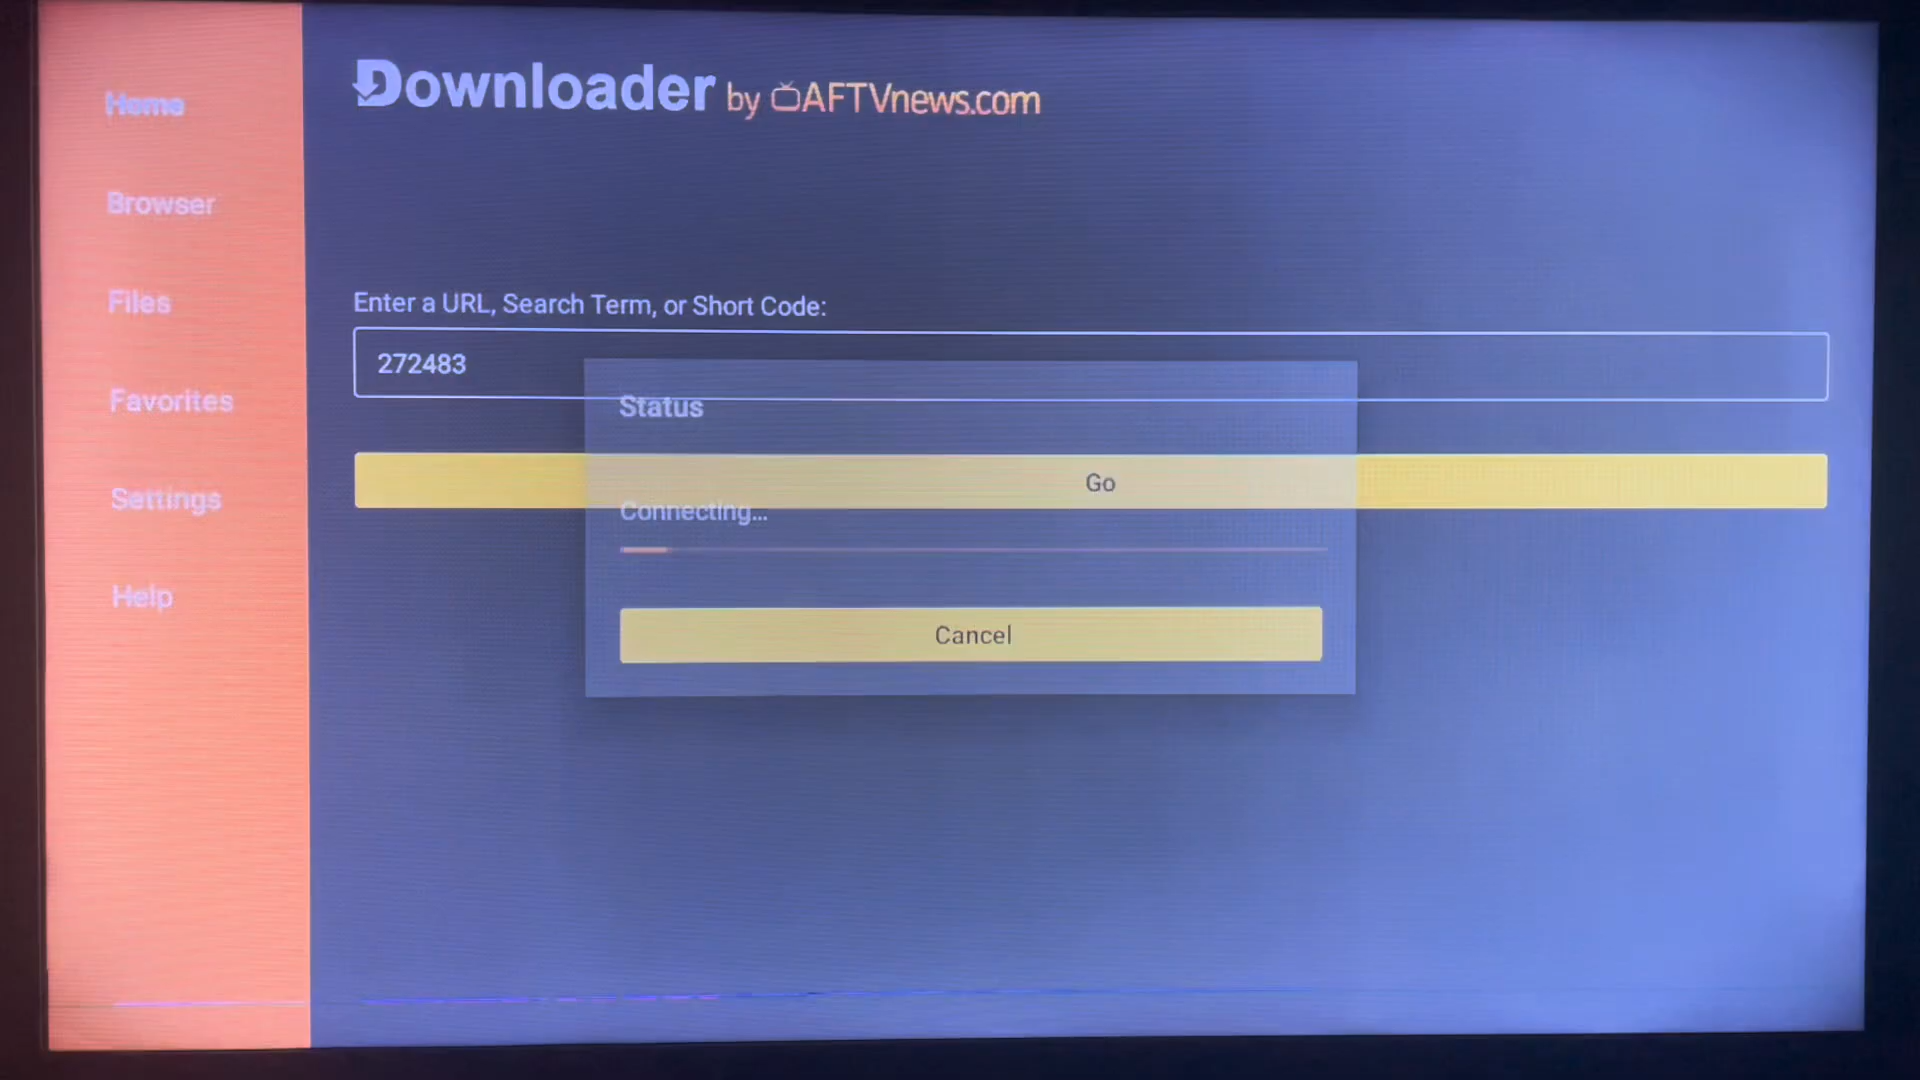 Downloader by AFTVnews.com
Home
Browser
Files
Favorites
Settings
Help
Enter a URL, Search Term, or Short Code:
272483
Go
Status
Connecting...
Cancel